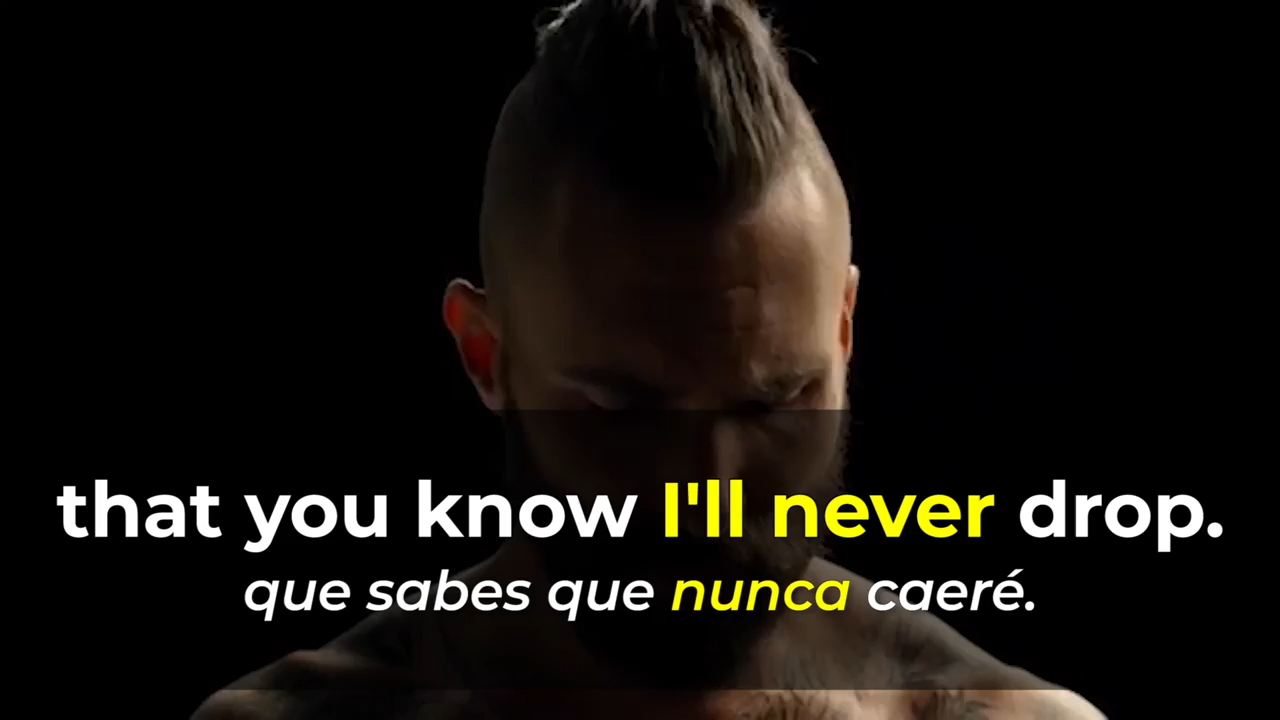 that you know I'll never drop.
que sabes que nunca caeré.